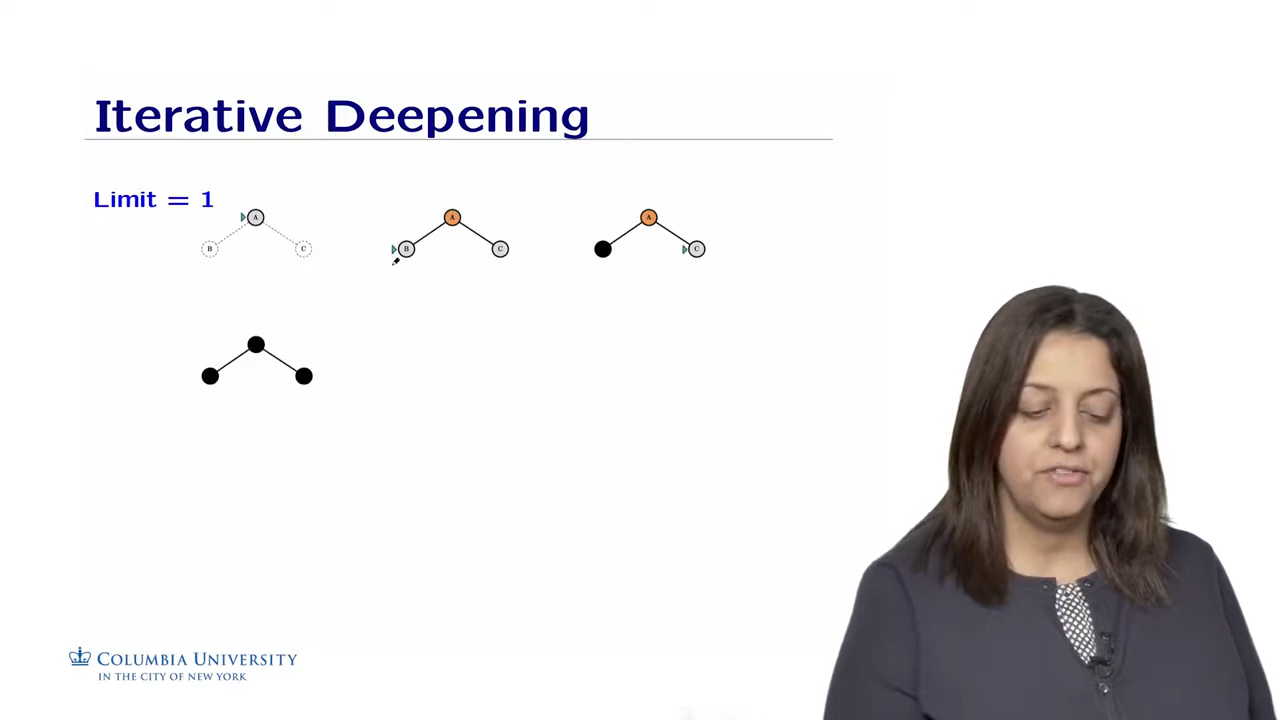 Iterative Deepening
Limit = 1
A
A
A
B
C
B
C
C
COLUMBIA UNIVERSITY
IN THE CITY OF NEW YORK